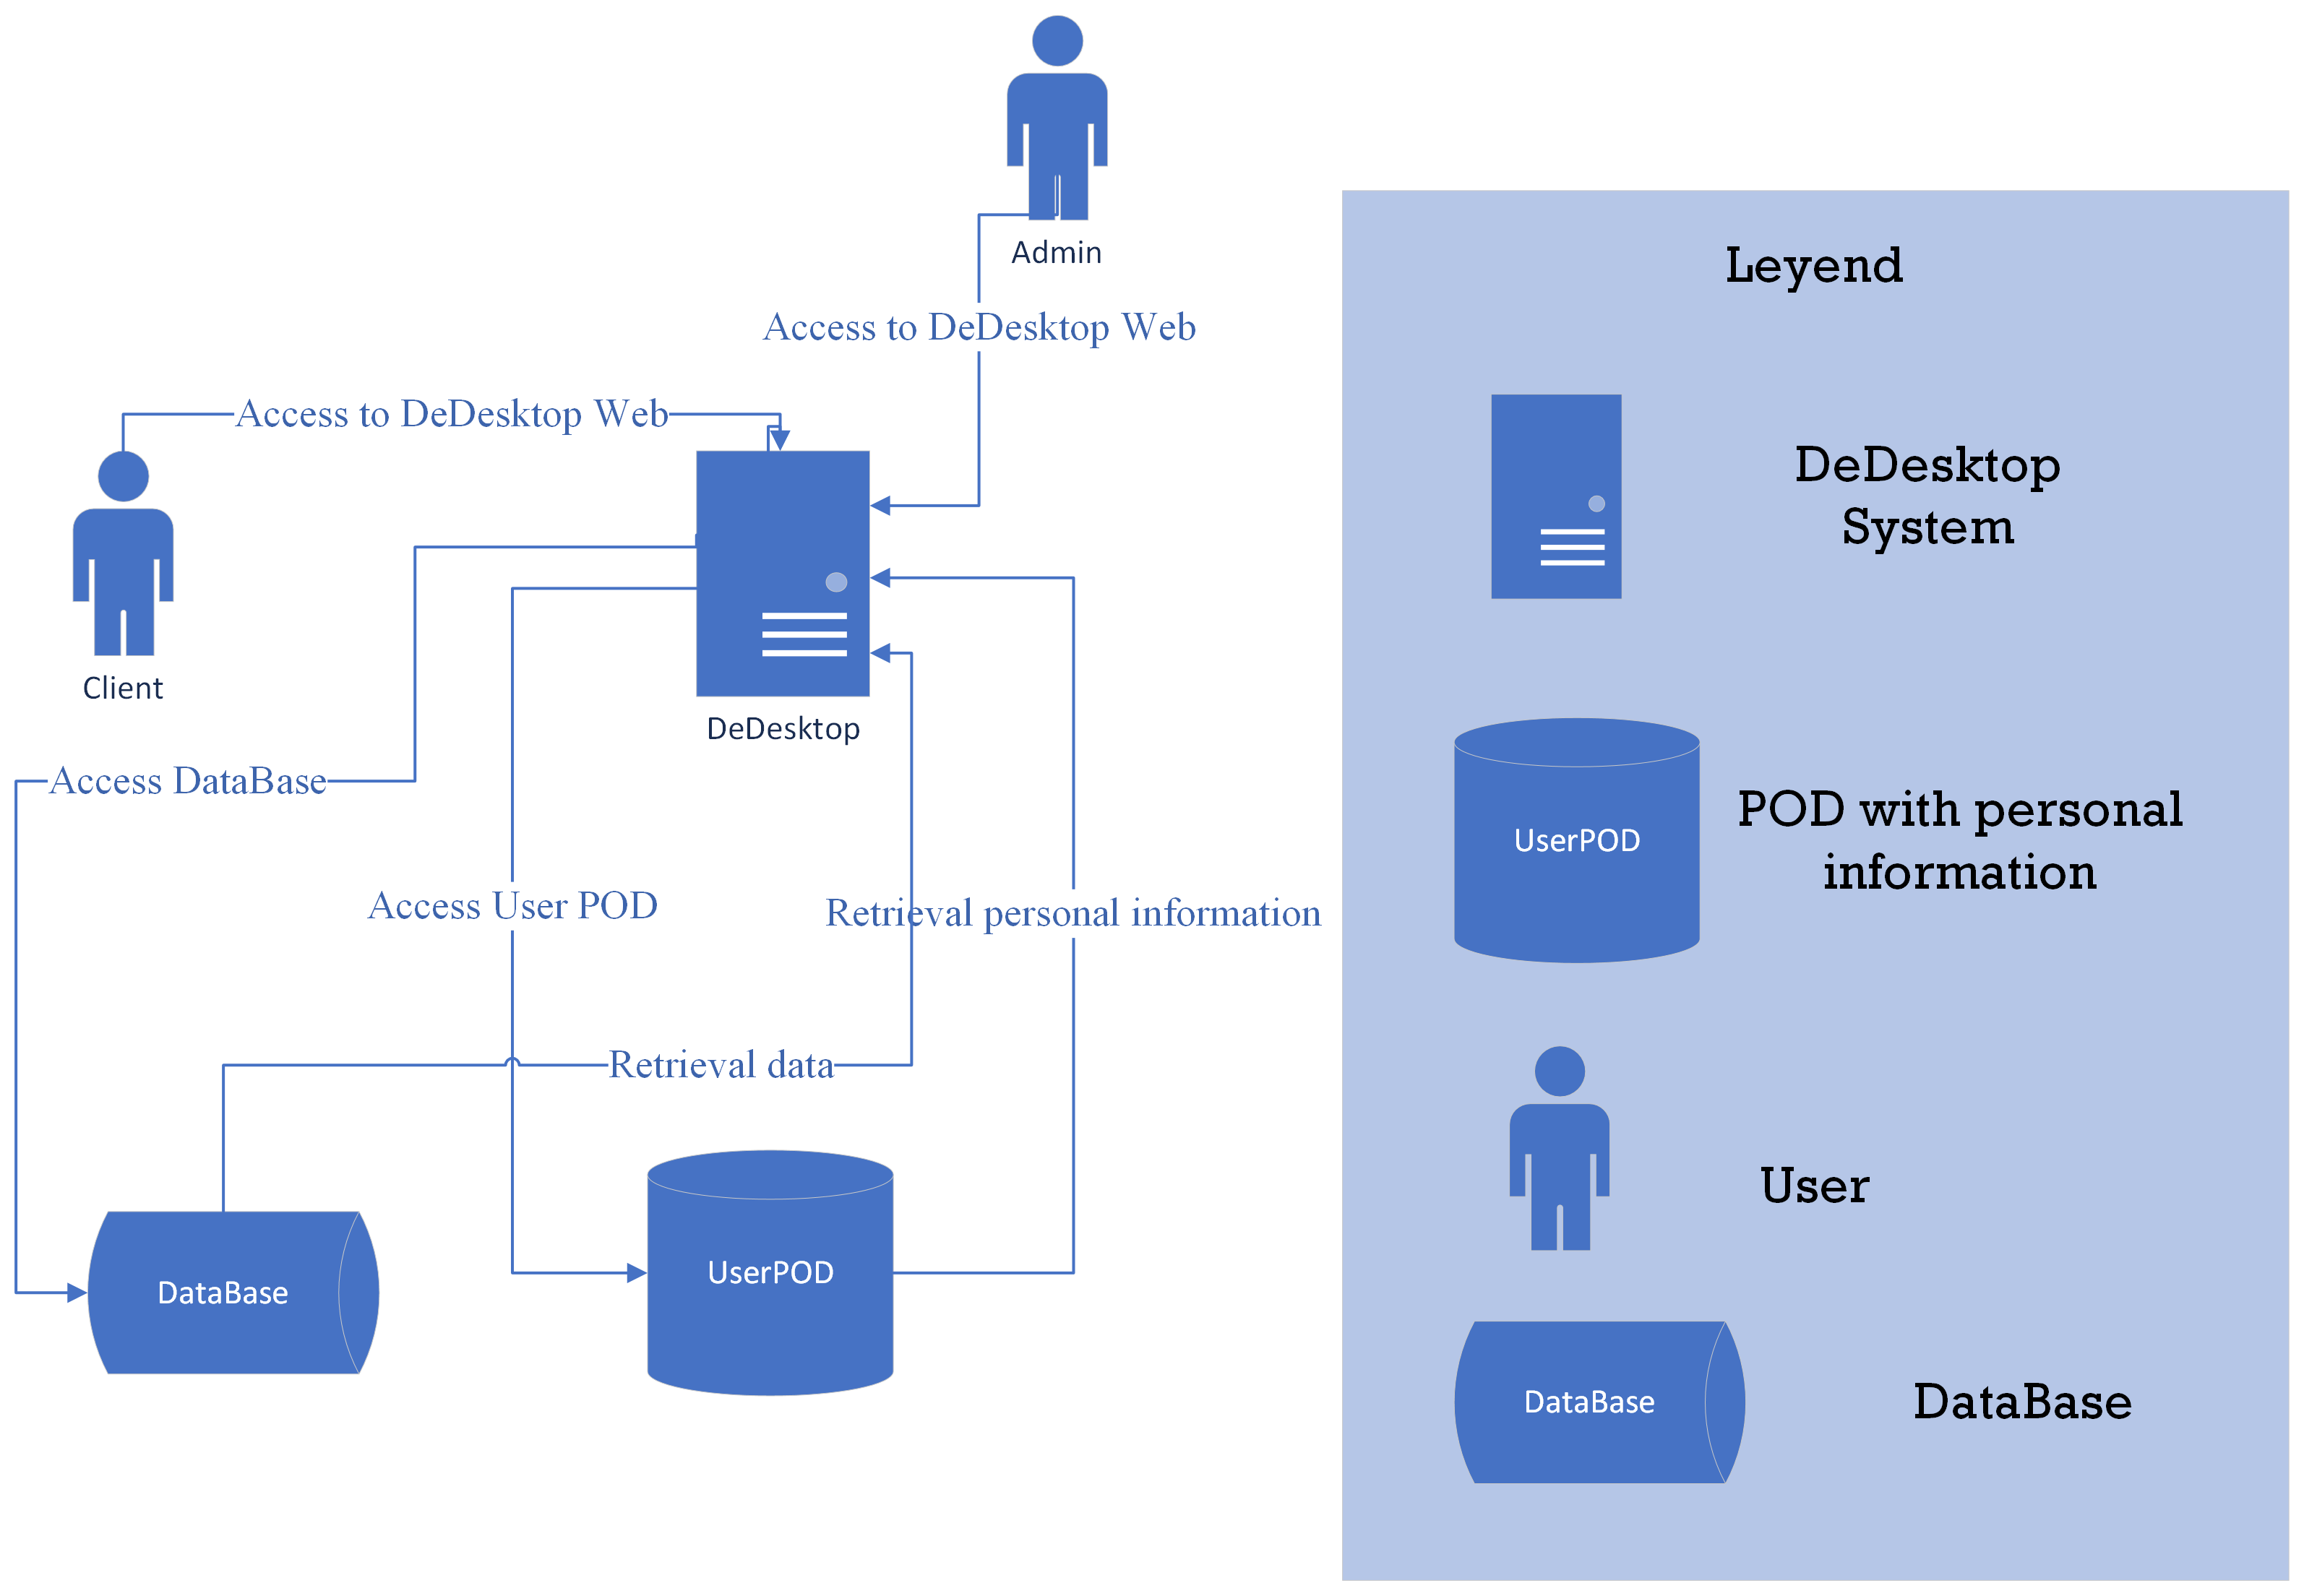 Admin
Access to DeDesktop Web
Access to DeDesktop Web
Client
DeDesktop
Access DataBase
Access User POD
Retrieval personal information
Retrieval data
DataBase
UserPOD
Leyend
DeDesktop
System
UserPOD
POD with personal
information
User
DataBase
DataBase